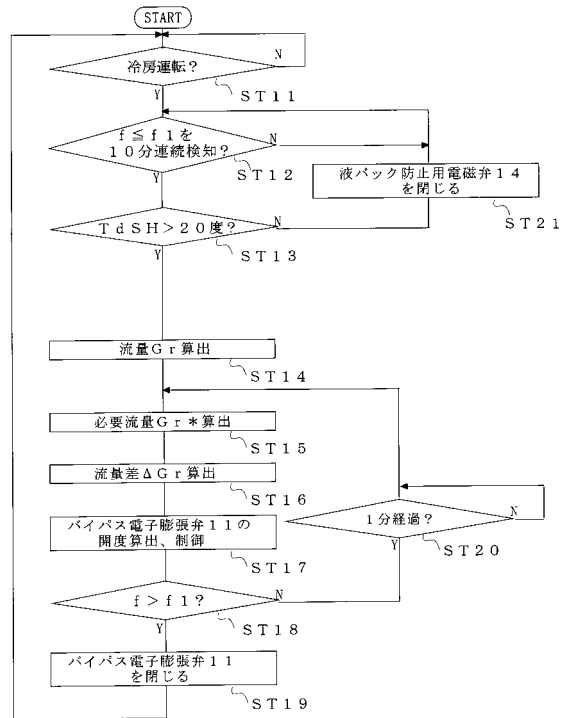 START
冷房運転?
N
Y
ST11
f≦f1を
10分連続検知?
N
Y
ST12
液バック防止用電磁弁14
を閉じる
ST21
TdSH>20度?
N
Y
ST13
流量Gr算出
ST14
必要流量Gr*算出
ST15
流量差ΔGr算出
ST16
バイパス電子膨張弁11の
開度算出、制御
ST17
1分経過?
N
Y
ST20
f>f1?
N
Y
ST18
バイパス電子膨張弁11
を閉じる
ST19